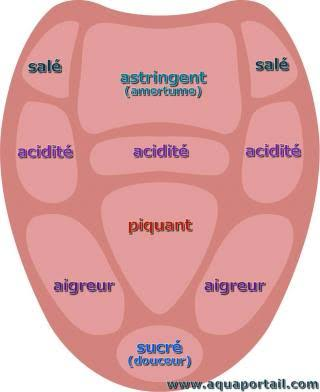 salé
salé
astringent
(amertume)
acidité
acidité
acidité
piquant
aigreur
aigreur
sucré
(douceur)
www.aquaportail.com